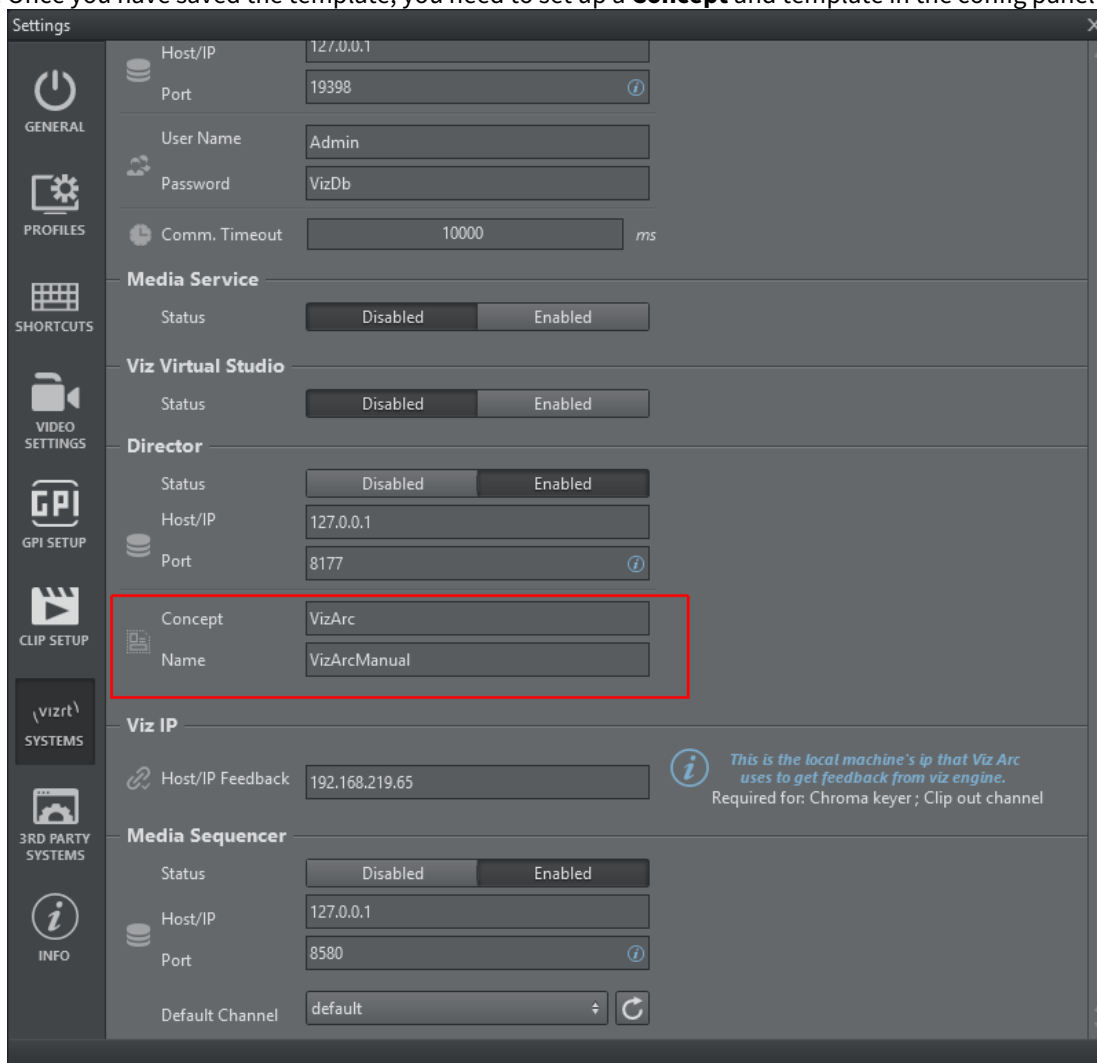 Once you have saved the template, you need to set up a Concept and template in the config panel
Settings
GENERAL
PROFILES
SHORTCUTS
VIDEO
SETTINGS
GPI
GPI SETUP
CLIP SETUP
vizrt
SYSTEMS
3RD PARTY
SYSTEMS
INFO
Host/IP 127.0.0.1
Port 19398
User Name Admin
Password VizDb
Comm. Timeout 10000 ms
Media Service
Status Disabled Enabled
Viz Virtual Studio
Status Disabled Enabled
Director
Status Disabled Enabled
Host/IP 127.0.0.1
Port 8177
Concept VizArc
Name VizArcManual
Viz IP
Host/IP Feedback 192.168.219.65
This is the local machine's ip that Viz Arc
uses to get feedback from viz engine.
Required for: Chroma keyer ; Clip out channel
Media Sequencer
Status Disabled Enabled
Host/IP 127.0.0.1
Port 8580
Default Channel default